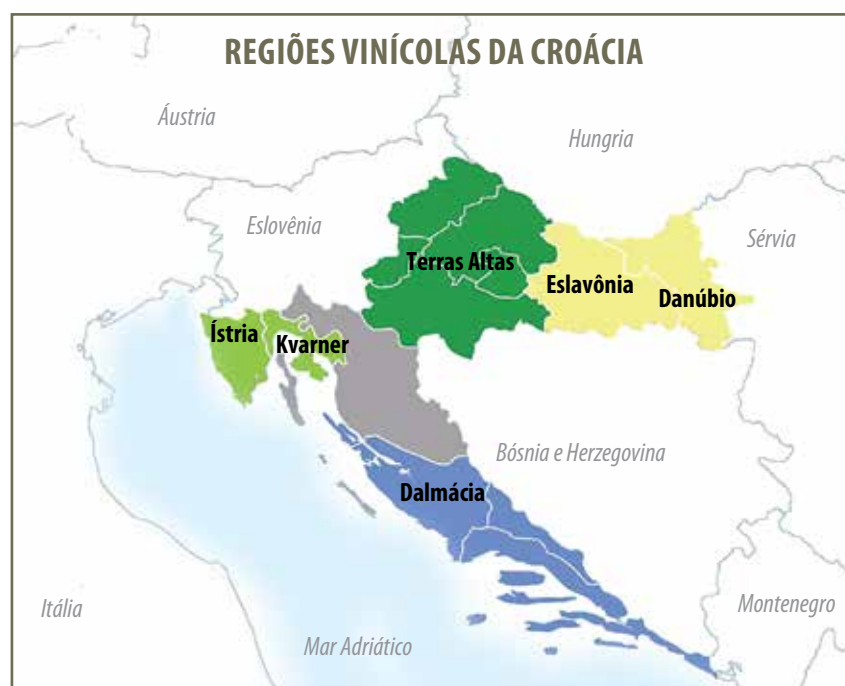 REGIÕES VINÍCOLAS DA CROÁCIA
Áustria
Hungria
Eslovênia
Sérvia
Terras Altas
Eslavônia
Danúbio
Ístria
Kvarner
Bósnia e Herzegovina
Dalmácia
Itália
Montenegro
Mar Adriático